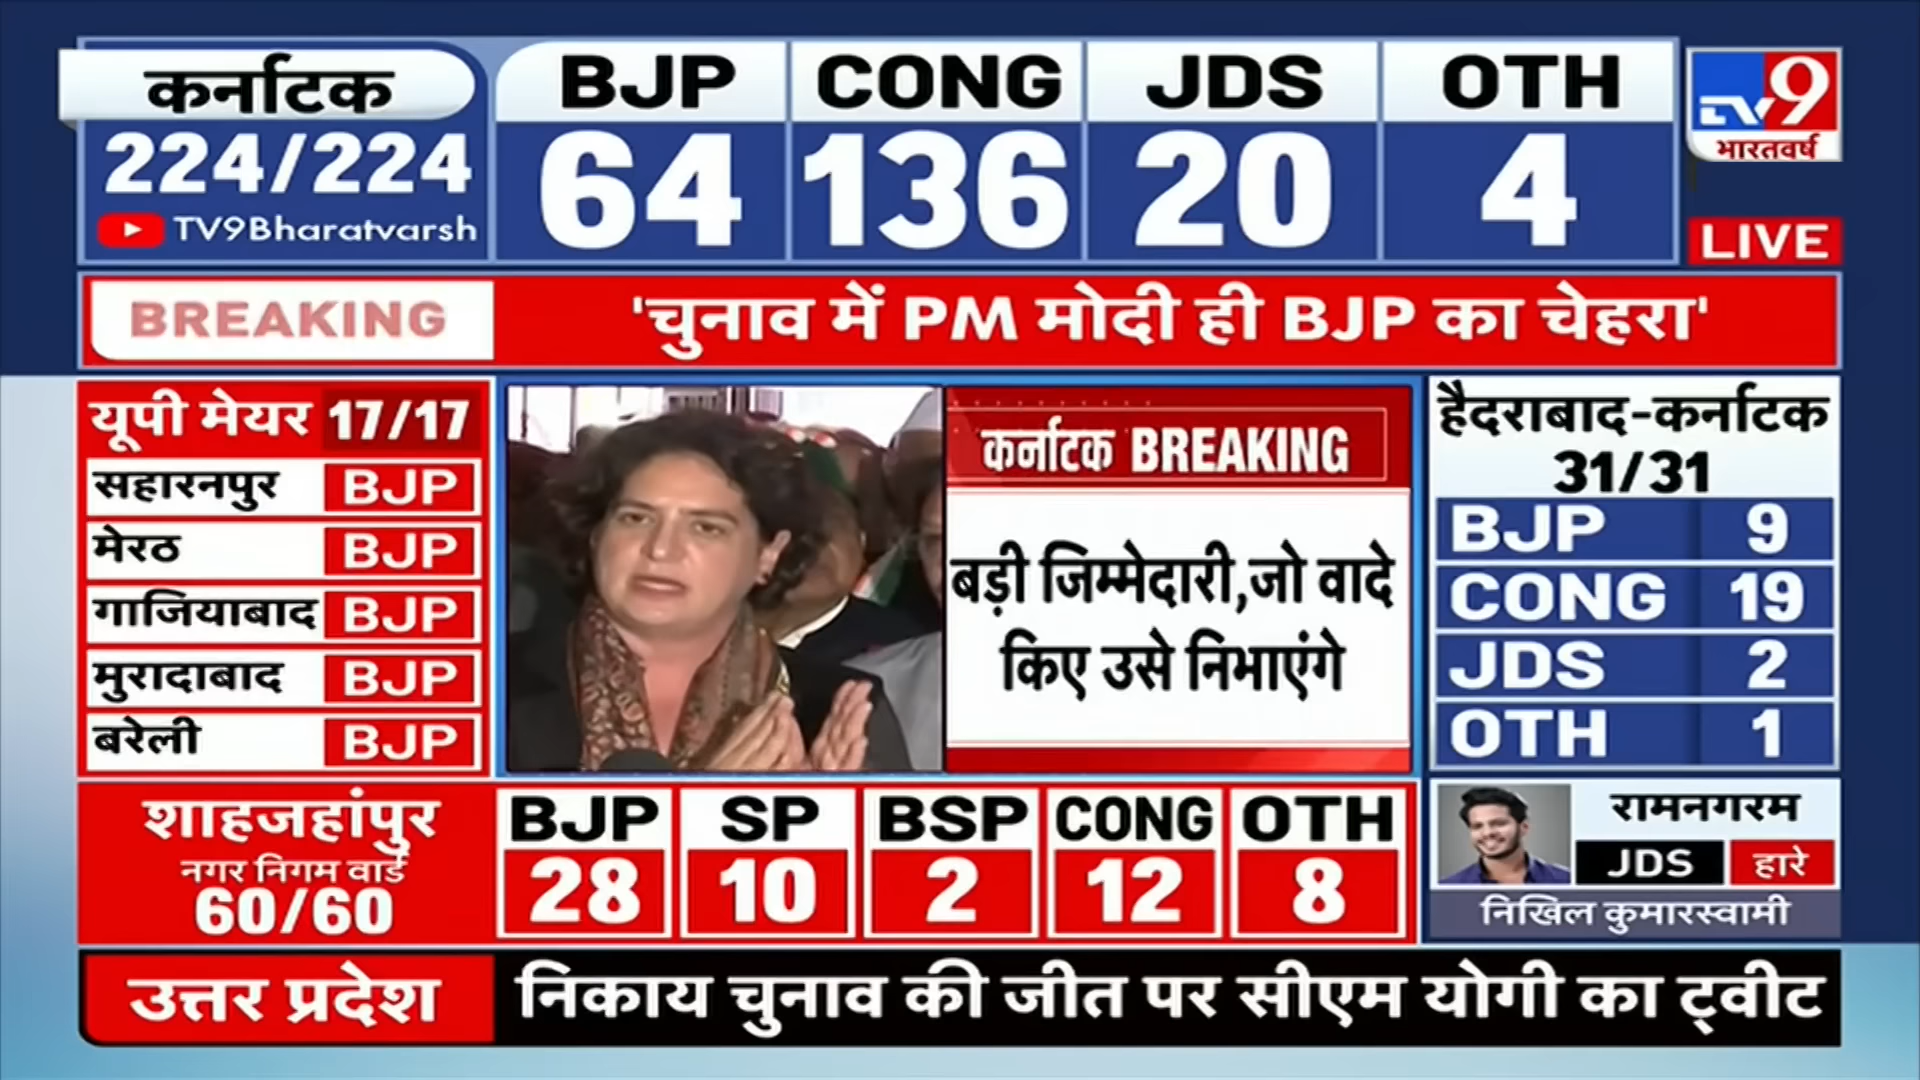 कर्नाटक
224/224
TV9Bharatvarsh
BJP CONG JDS OTH
64 136 20 4
TV9
भारतवर्ष
LIVE
BREAKING
'चुनाव में PM मोदी ही BJP का चेहरा'
यूपी मेयर 17/17
सहारनपुर BJP
मेरठ BJP
गाजियाबाद BJP
मुरादाबाद BJP
बरेली BJP
कर्नाटक BREAKING
बड़ी जिम्मेदारी,जो वादे
किए उसे निभाएंगे
हैदराबाद-कर्नाटक
31/31
BJP 9
CONG 19
JDS 2
OTH 1
शाहजहांपुर
नगर निगम वार्ड
60/60
BJP SP BSP CONG OTH
28 10 2 12 8
रामनगरम
JDS हारे
निखिल कुमारस्वामी
उत्तर प्रदेश
निकाय चुनाव की जीत पर सीएम योगी का ट्वीट